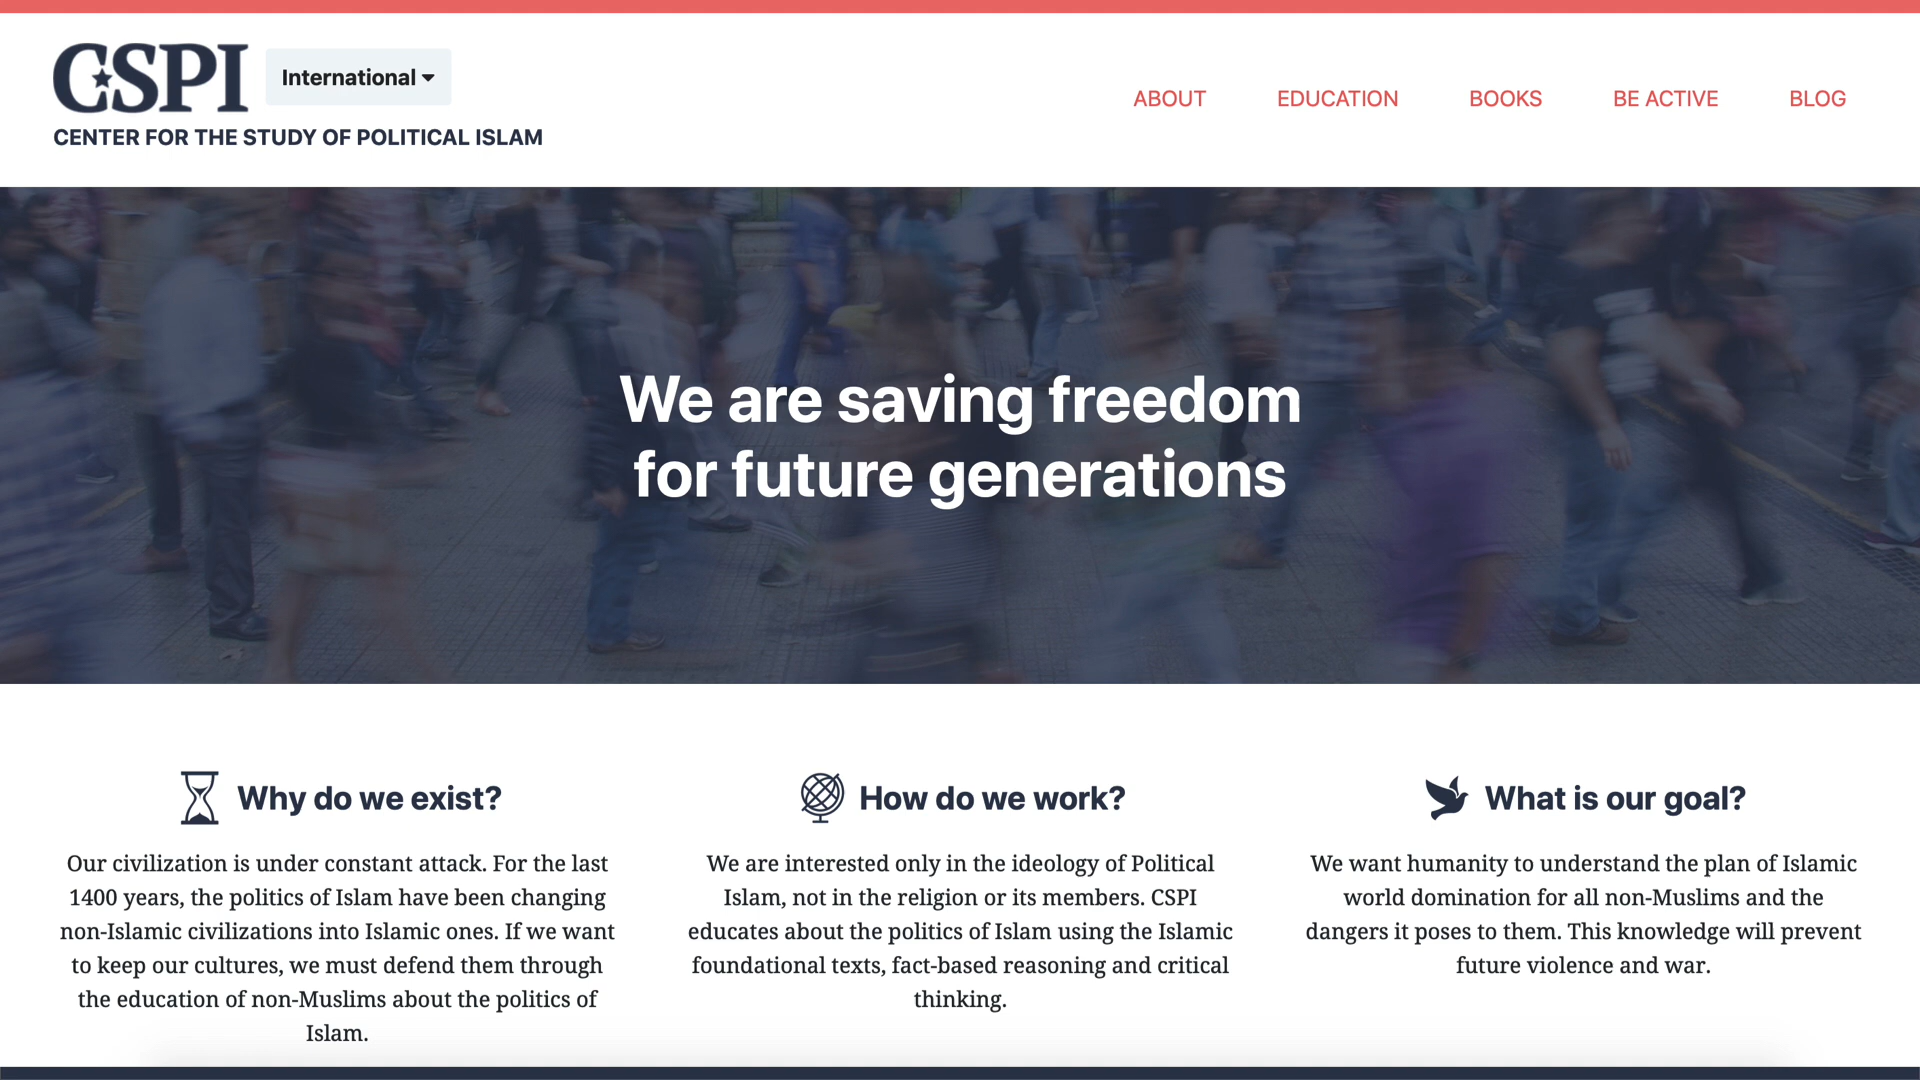 CSPI
International
CENTER FOR THE STUDY OF POLITICAL ISLAM
ABOUT
EDUCATION
BOOKS
BE ACTIVE
BLOG
We are saving freedom
for future generations
Why do we exist?
Our civilization is under constant attack. For the last
1400 years, the politics of Islam have been changing
non-Islamic civilizations into Islamic ones. If we want
to keep our cultures, we must defend them through
the education of non-Muslims about the politics of
Islam.
How do we work?
We are interested only in the ideology of Political
Islam, not in the religion or its members. CSPI
educates about the politics of Islam using the Islamic
foundational texts, fact-based reasoning and critical
thinking.
What is our goal?
We want humanity to understand the plan of Islamic
world domination for all non-Muslims and the
dangers it poses to them. This knowledge will prevent
future violence and war.